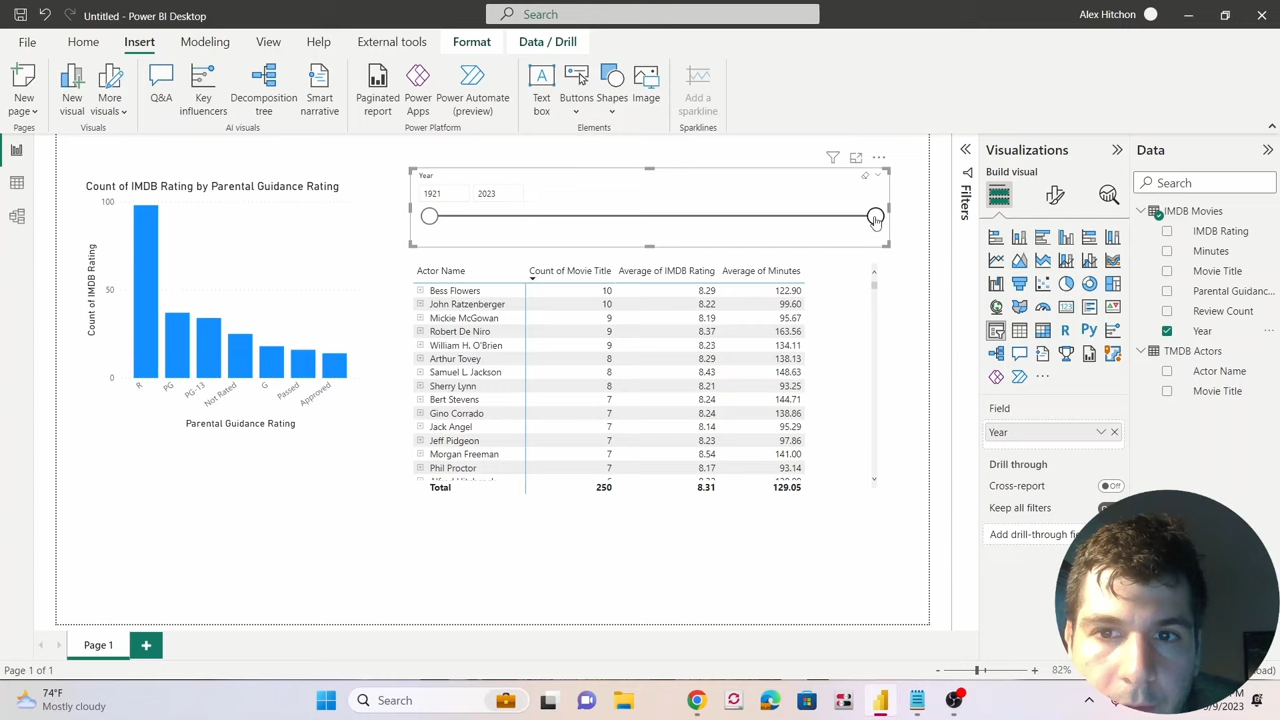 Untitled - Power BI Desktop
Search
Alex Hitchon
File
Home
Insert
Modeling
View
Help
External tools
Format
Data / Drill
New page
New visual
More visuals
Q&A
Key influencers
Decomposition tree
Smart narrative
Paginated report
Power Apps
Power Automate (preview)
Text box
Buttons
Shapes
Image
Add a sparkline
Pages
Visuals
AI visuals
Power Platform
Elements
Sparklines
Count of IMDB Rating by Parental Guidance Rating
100
50
0
Count of IMDB Rating
R
PG
PG-13
Not Rated
G
Passed
Approved
Parental Guidance Rating
Year
1921
2023
Actor Name Count of Movie Title Average of IMDB Rating Average of Minutes
Bess Flowers 10 8.29 122.90
John Ratzenberger 10 8.22 99.60
Mickie McGowan 9 8.19 95.67
Robert De Niro 9 8.37 163.56
William H. O'Brien 9 8.23 134.11
Arthur Tovey 8 8.29 138.13
Samuel L. Jackson 8 8.43 148.63
Sherry Lynn 8 8.21 93.25
Bert Stevens 7 8.24 144.71
Gino Corrado 7 8.24 138.86
Jack Angel 7 8.14 95.29
Jeff Pidgeon 7 8.23 97.86
Morgan Freeman 7 8.54 141.00
Phil Proctor 7 8.17 93.14
Total 250 8.31 129.05
Filters
Visualizations
Build visual
R
Py
123
Field
Year
Drill through
Cross-report
Off
Keep all filters
Add drill-through
Data
Search
IMDB Movies
IMDB Rating
Minutes
Movie Title
Parental Guidanc...
Review Count
Year
TMDB Actors
Actor Name
Movie Title
Page 1
Page 1 of 1
82%
74°F
Mostly cloudy
Search